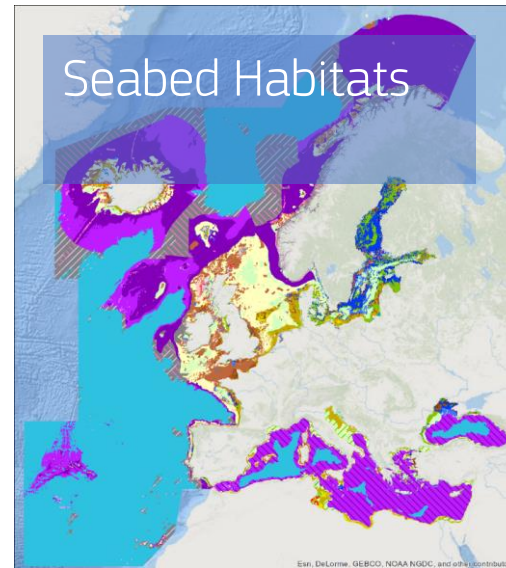 Seabed Habitats
Esri, DeLorme, GEBCO, NOAA NGDC, and other contribut